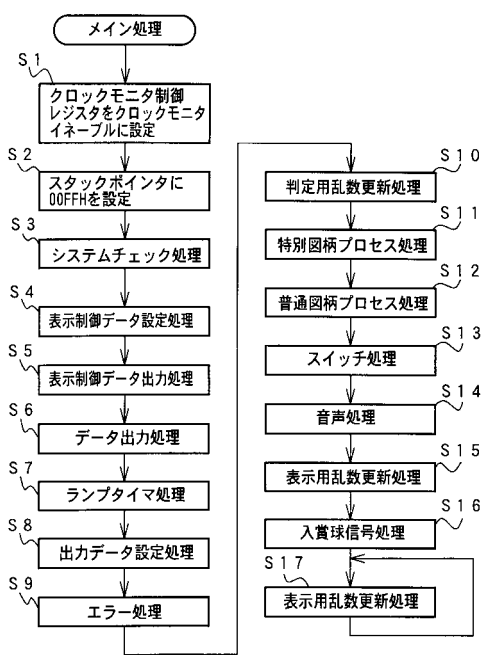 メイン処理
S1
クロックモニタ制御
レジスタをクロックモニタ
イネーブルに設定
S2
スタックポインタに
00FFHを設定
S3
システムチェック処理
S4
表示制御データ設定処理
S5
表示制御データ出力処理
S6
データ出力処理
S7
ランプタイマ処理
S8
出力データ設定処理
S9
エラー処理
S10
判定用乱数更新処理
S11
特別図柄プロセス処理
S12
普通図柄プロセス処理
S13
スイッチ処理
S14
音声処理
S15
表示用乱数更新処理
S16
入賞球信号処理
S17
表示用乱数更新処理